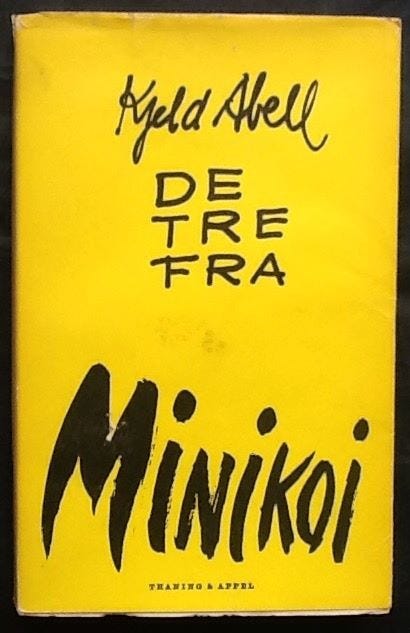 Kjeld Abell
DE
TRE
FRA
Minikoi
THANING & APPEL